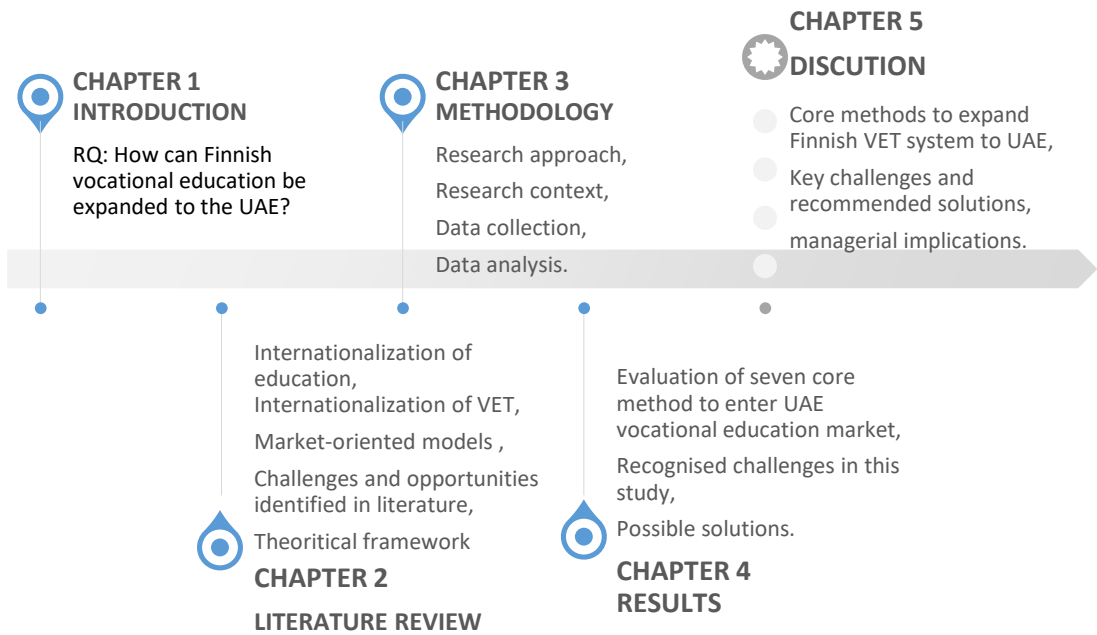 CHAPTER 1
INTRODUCTION
RQ: How can Finnish
vocational education be
expanded to the UAE?
Internationalization of
education,
Internationalization of VET,
Market-oriented models ,
Challenges and opportunities
identified in literature,
Theoritical framework
CHAPTER 2
LITERATURE REVIEW
CHAPTER 3
METHODOLOGY
Research approach,
Research context,
Data collection,
Data analysis.
Evaluation of seven core
method to enter UAE
vocational education market,
Recognised challenges in this
study,
Possible solutions.
CHAPTER 4
RESULTS
CHAPTER 5
DISCUTION
Core methods to expand
Finnish VET system to UAE,
Key challenges and
recommended solutions,
managerial implications.